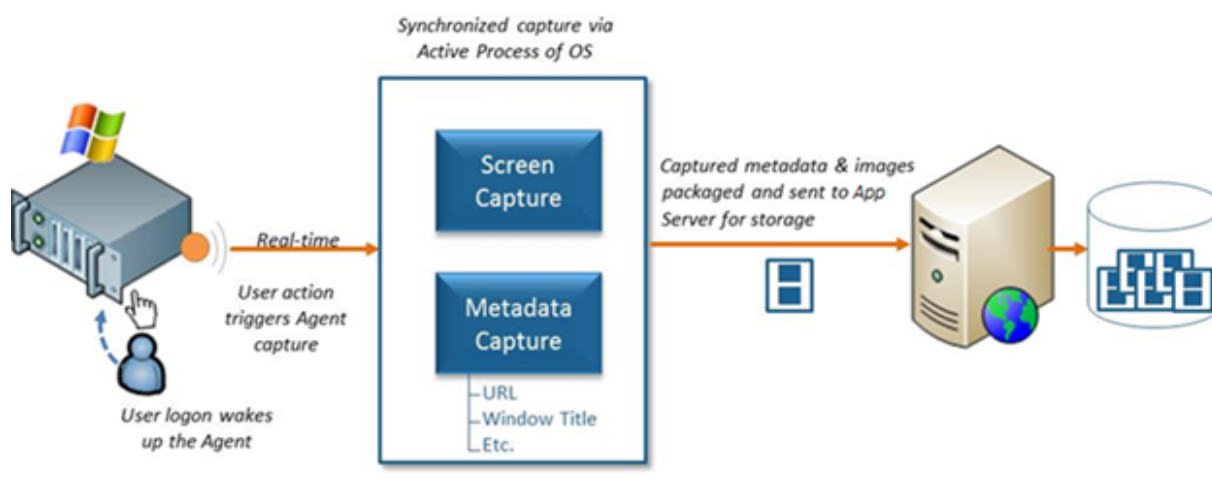 Synchronized capture via
Active Process of OS
Screen
Capture
Captured metadata & images
packaged and sent to App
Server for storage
Real-time
User action
triggers Agent
capture
Metadata
Capture
URL
Window Title
Etc.
User logon wakes
up the Agent